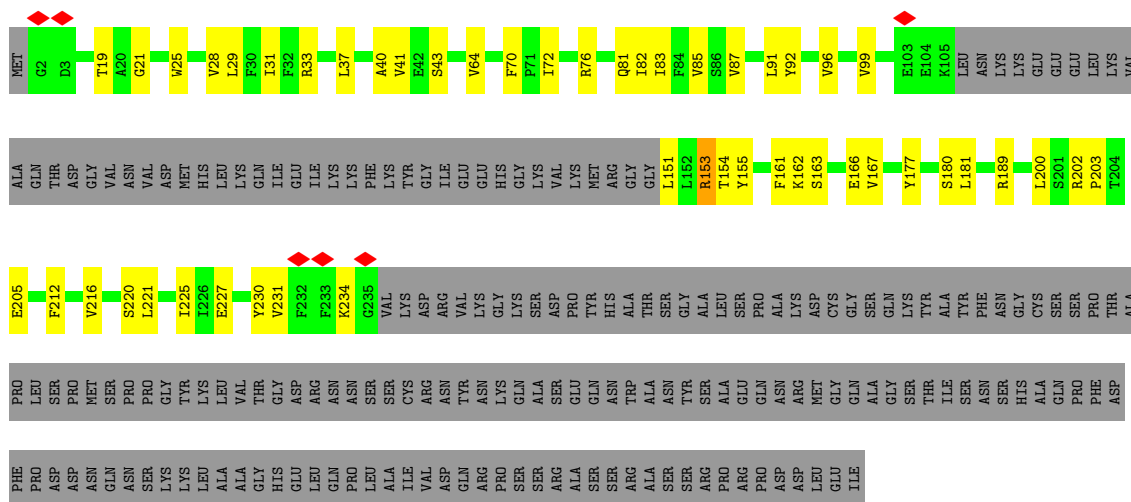 MET G2 D3 T19 A20 G21 W25 V28 L29 F30 I31 F32 R33 L37 A40 V41 E42 S43 V64 F70 P71 I72 R76 Q81 I82 I83 F84 V85 S86 V87 L91 Y92 V96 V99 E103 E104 K105 LEU ASN LYS LYS GLU GLU GLU LEU LYS VAL
ALA GLN THR ASP GLY VAL ASN VAL ASP MET HIS LEU LYS GLN ILE GLU ILE LYS LYS PHE LYS TYR GLY ILE GLU GLU HIS GLY LYS VAL LYS MET ARG GLY GLY L151 L152 R153 T154 Y155 F161 K162 S163 E166 V167 Y177 S180 L181 R189 L200 S201 R202 P203 T204
E205 F212 V216 S220 L221 I225 I226 E227 Y230 V231 F232 F233 K234 G235 VAL LYS ASP ARG VAL LYS GLY LYS SER ASP PRO TYR HIS ALA THR SER GLY ALA LEU SER PRO ALA LYS ASP CYS GLY SER GLN LYS TYR ALA TYR PHE ASN GLY CYS SER SER PRO THR ALA
PRO LEU SER PRO MET SER PRO PRO GLY TYR LYS LEU VAL THR GLY ASP ARG ASN ASN SER SER CYS ARG ASN TYR ASN LYS GLN ALA SER GLU GLN ASN TRP ALA ASN TYR SER ALA GLU GLN ASN ARG MET GLY GLN ALA GLY SER THR ILE SER ASN SER HIS ALA GLN PRO PHE ASP
PHE PRO ASP ASP ASN GLN ASN SER LYS LYS LEU ALA ALA GLY HIS GLU LEU GLN PRO LEU ALA ILE VAL ASP GLN ARG PRO SER SER ARG ALA SER SER ARG ALA SER SER ARG PRO ARG PRO ASP ASP LEU GLU ILE